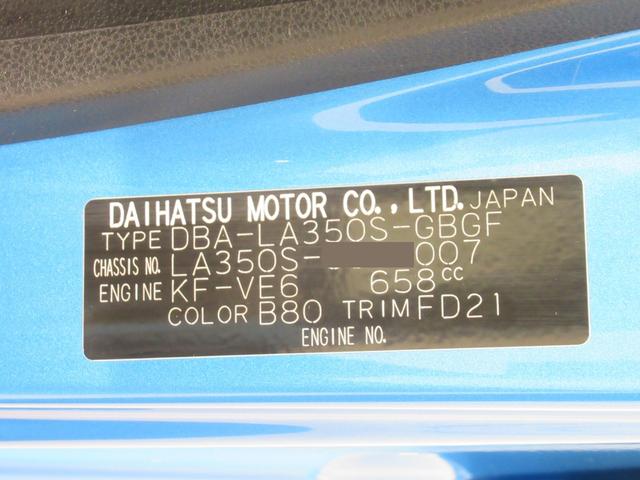 DAIHATSU MOTOR CO., LTD. JAPAN
TYPE DBA-LA350S-GBGF
CHASSIS NO. LA350S- 007
ENGINE KF-VE6 658cc
COLOR B80 TRIM FD21
ENGINE NO.